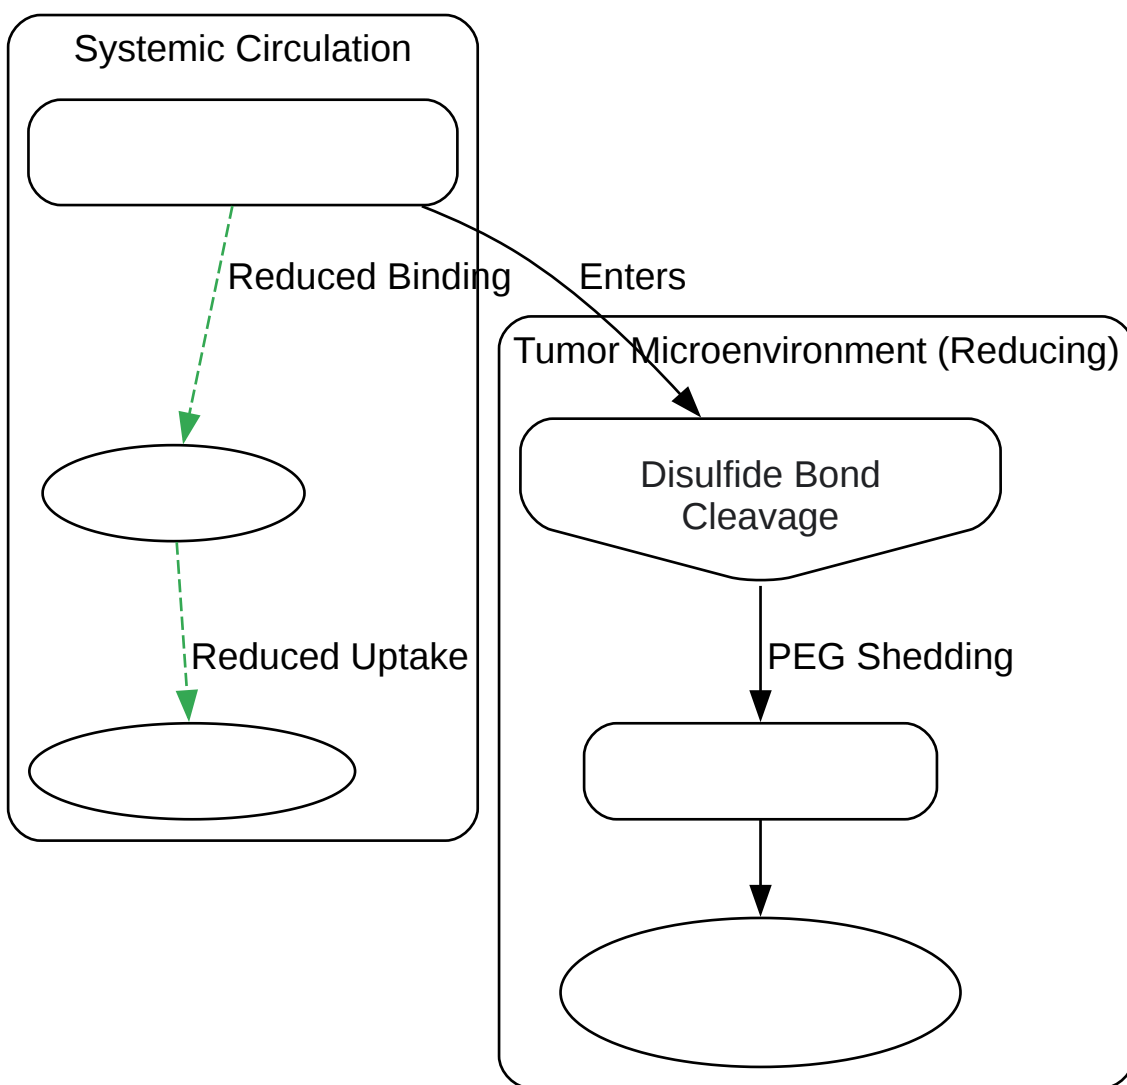 Systemic Circulation
Reduced Binding
Enters
Tumor Microenvironment (Reducing)
Disulfide Bond
Cleavage
Reduced Uptake
PEG Shedding